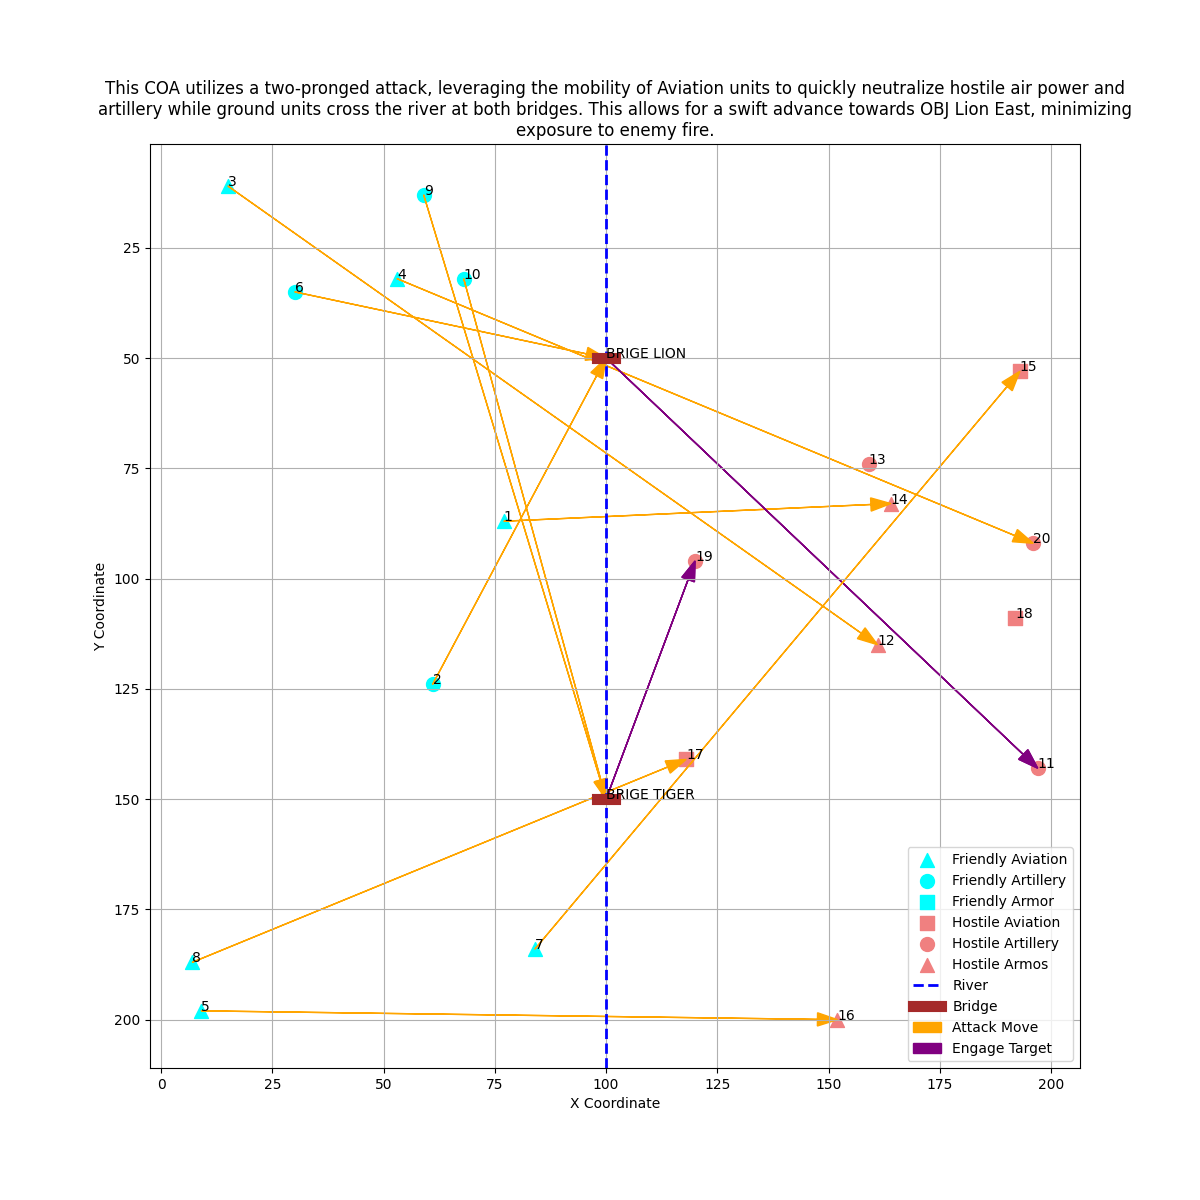 This COA utilizes a two-pronged attack, leveraging the mobility of Aviation units to quickly neutralize hostile air power and
artillery while ground units cross the river at both bridges. This allows for a swift advance towards OBJ Lion East, minimizing
exposure to enemy fire.
3
9
4
10
6
BRIGE LION
15
13
14
1
20
19
18
12
2
17
11
BRIGE TIGER
7
8
5
16
25
50
75
100
125
150
175
200
Y Coordinate
0
25
50
75
100
125
150
175
200
X Coordinate
Friendly Aviation
Friendly Artillery
Friendly Armor
Hostile Aviation
Hostile Artillery
Hostile Armos
River
Bridge
Attack Move
Engage Target